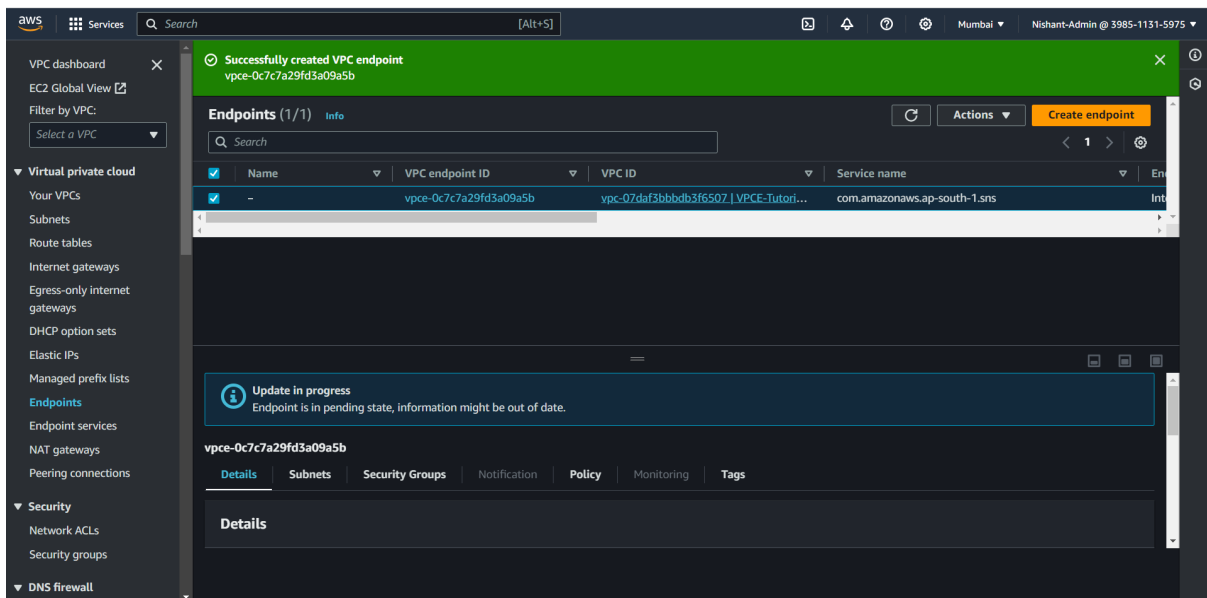 aws Services Search [Alt+S] Mumbai ▼ Nishant-Admin @ 3985-1131-5975 ▼
VPC dashboard
EC2 Global View
Filter by VPC:
Select a VPC
Virtual private cloud
Your VPCs
Subnets
Route tables
Internet gateways
Egress-only internet
gateways
DHCP option sets
Elastic IPs
Managed prefix lists
Endpoints
Endpoint services
NAT gateways
Peering connections
Security
Network ACLs
Security groups
DNS firewall
Successfully created VPC endpoint
vpce-0c7c7a29fd3a09a5b
Endpoints (1/1) Info Actions ▼ Create endpoint
Search < 1 >
Name VPC endpoint ID VPC ID Service name En
– vpce-0c7c7a29fd3a09a5b vpc-07daf3bbbdb3f6507 | VPCE-Tutori... com.amazonaws.ap-south-1.sns Int
Update in progress
Endpoint is in pending state, information might be out of date.
vpce-0c7c7a29fd3a09a5b
Details Subnets Security Groups Notification Policy Monitoring Tags
Details